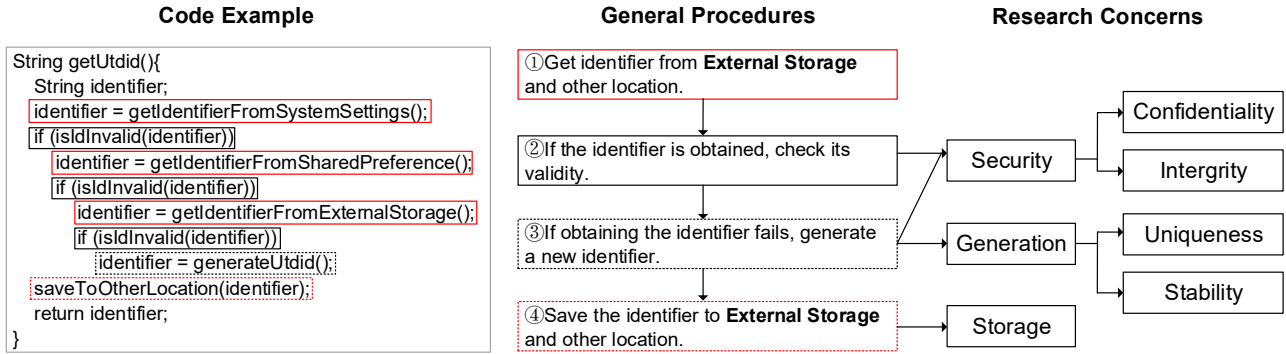 Code Example
String getUtdid(){
String identifier;
identifier = getIdentifierFromSystemSettings();
if (isIdInvalid(identifier))
identifier = getIdentifierFromSharedPreference();
if (isIdInvalid(identifier))
identifier = getIdentifierFromExternalStorage();
if (isIdInvalid(identifier))
identifier = generateUtdid();
saveToOtherLocation(identifier);
return identifier;
}
General Procedures
①Get identifier from External Storage
and other location.
②If the identifier is obtained, check its
validity.
③If obtaining the identifier fails, generate
a new identifier.
④Save the identifier to External Storage
and other location.
Research Concerns
Security
Confidentiality
Intergrity
Generation
Uniqueness
Stability
Storage